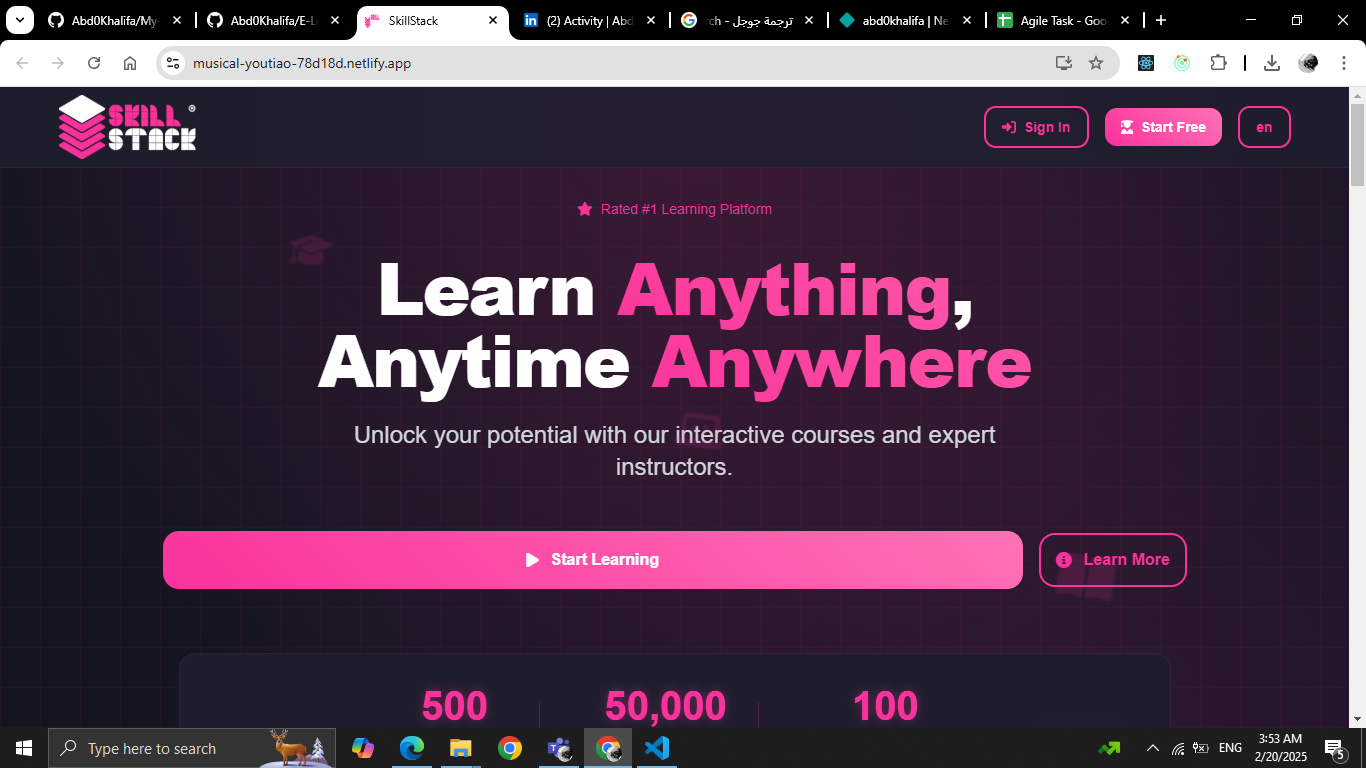 Abd0Khalifa/My-
Abd0Khalifa/E-L
SkillStack
(2) Activity | Abd
ترجمة جوجل - rch
abd0khalifa | Ne
Agile Task - Goo
musical-youtiao-78d18d.netlify.app
SKILL ®
STACK
Sign In
Start Free
en
Rated #1 Learning Platform
Learn Anything,
Anytime Anywhere
Unlock your potential with our interactive courses and expert
instructors.
Start Learning
Learn More
500
50,000
100
Type here to search
ENG
3:53 AM
2/20/2025
5